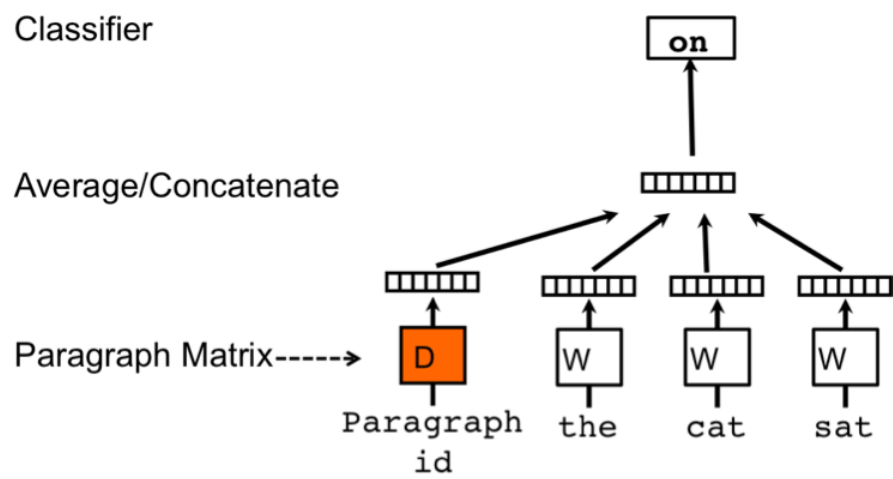 Classifier
on
Average/Concatenate
Paragraph Matrix----->
D
W
W
W
Paragraph
id
the
cat
sat